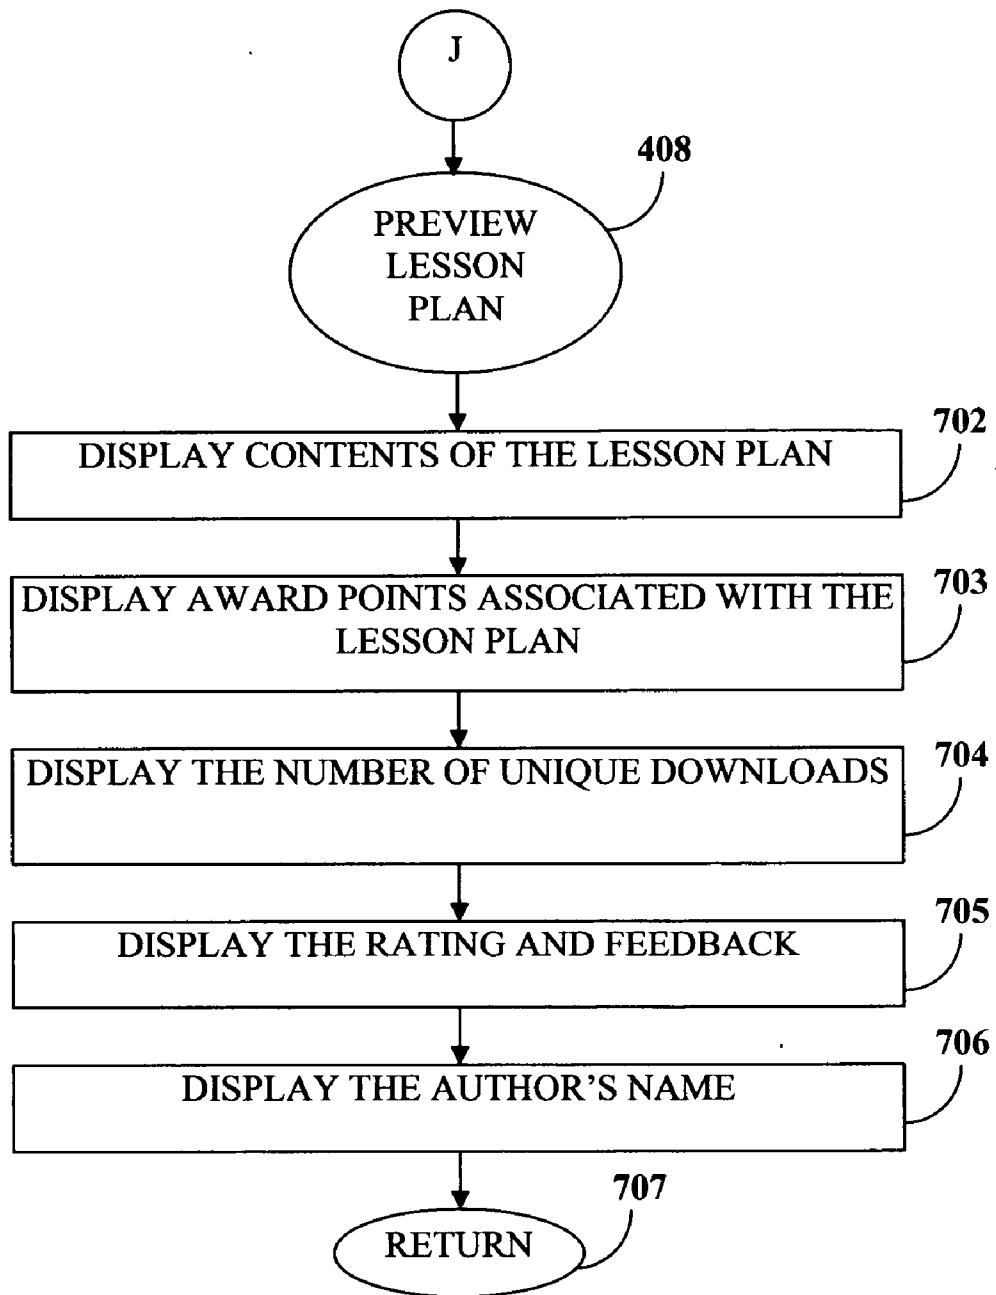 J
408
PREVIEW
LESSON
PLAN
702
DISPLAY CONTENTS OF THE LESSON PLAN
703
DISPLAY AWARD POINTS ASSOCIATED WITH THE
LESSON PLAN
704
DISPLAY THE NUMBER OF UNIQUE DOWNLOADS
705
DISPLAY THE RATING AND FEEDBACK
706
DISPLAY THE AUTHOR'S NAME
707
RETURN